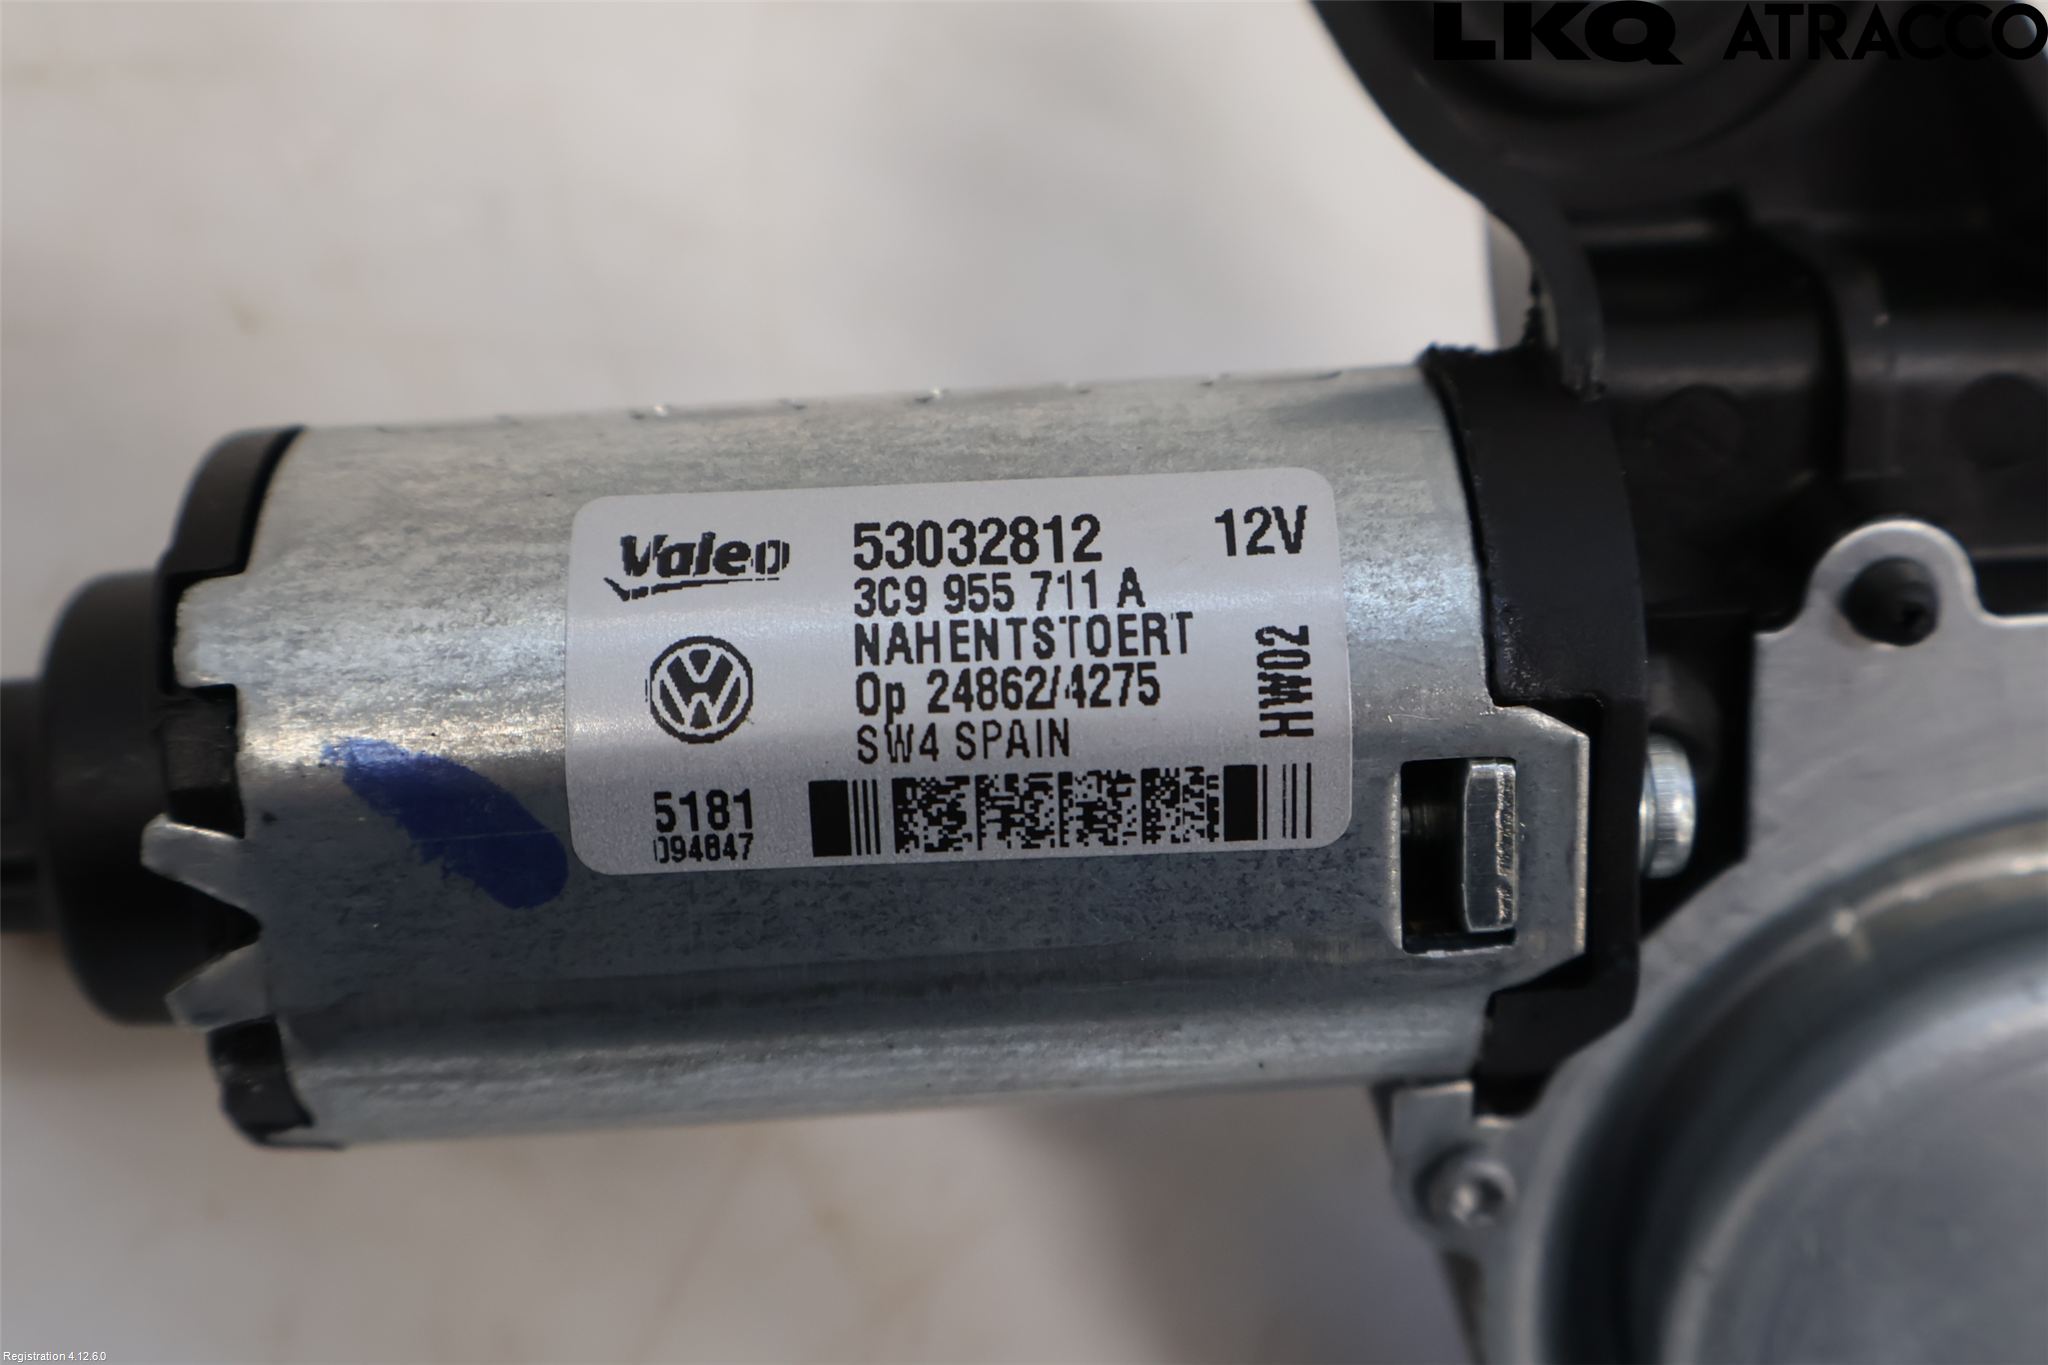 LKQ ATRACCO
Valeo 53032812 12V
3C9 955 711 A
NAHENTSTOERT
Op 24862/4275
SW4 SPAIN
HW02
5181
094847
Registration 4.12.6.0